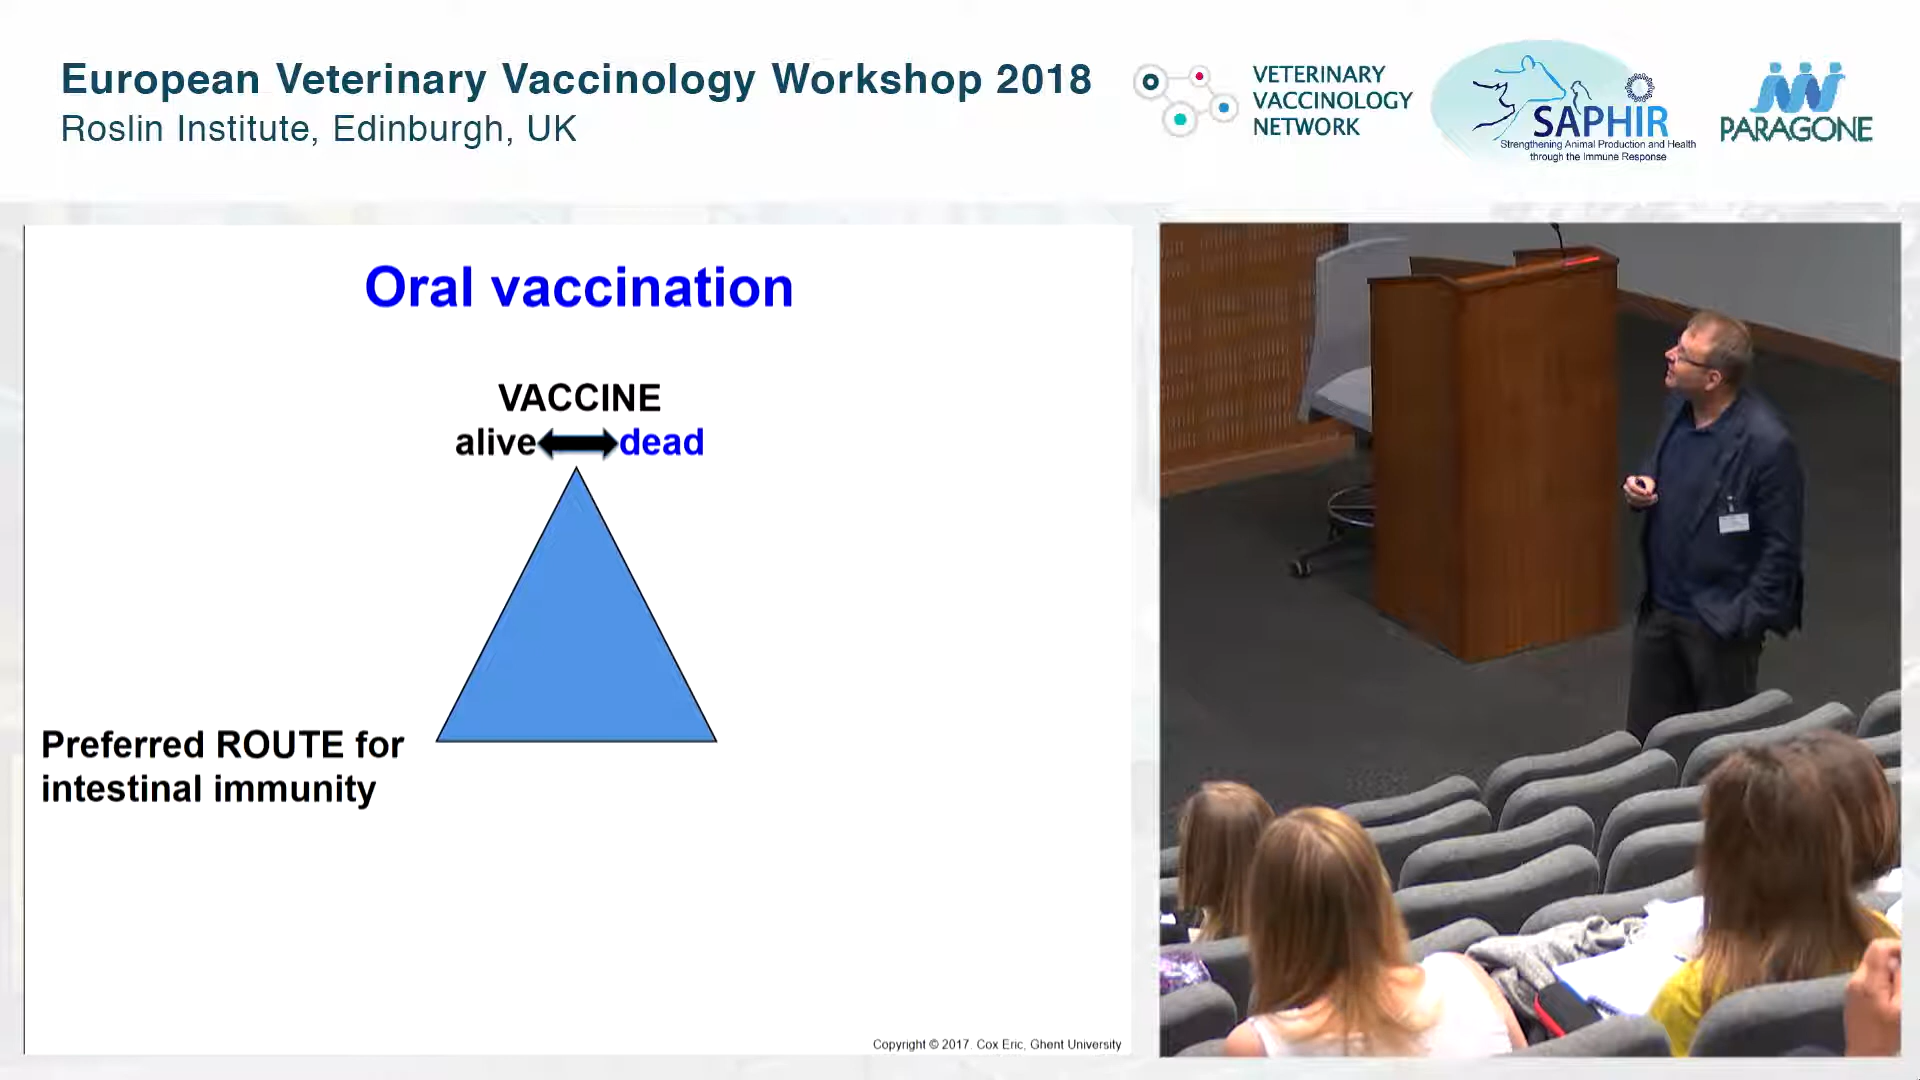 European Veterinary Vaccinology Workshop 2018
Roslin Institute, Edinburgh, UK
VETERINARY
VACCINOLOGY
NETWORK
SAPHIR
Strengthening Animal Production and Health
through the Immune Response
PARAGONE
Oral vaccination
VACCINE
alive dead
Preferred ROUTE for
intestinal immunity
Copyright © 2017. Cox Eric, Ghent University